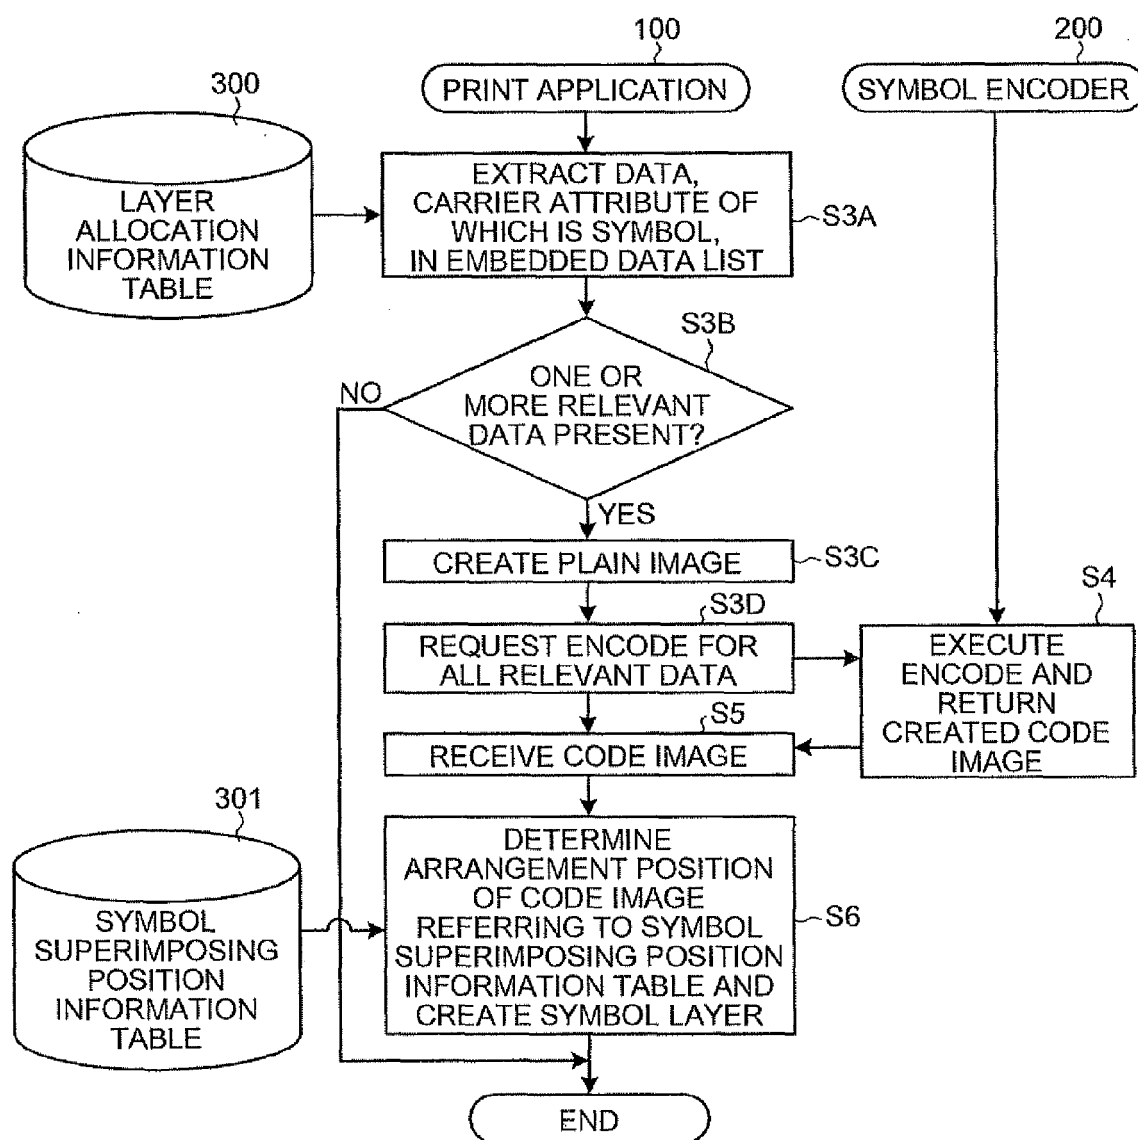 100
200
PRINT APPLICATION
SYMBOL ENCODER
300
LAYER
ALLOCATION
INFORMATION
TABLE
EXTRACT DATA,
CARRIER ATTRIBUTE OF
WHICH IS SYMBOL,
IN EMBEDDED DATA LIST
S3A
S3B
ONE OR
MORE RELEVANT
DATA PRESENT?
NO
YES
CREATE PLAIN IMAGE
S3C
S3D
REQUEST ENCODE FOR
ALL RELEVANT DATA
S4
EXECUTE
ENCODE AND
RETURN
CREATED CODE
IMAGE
S5
RECEIVE CODE IMAGE
301
SYMBOL
SUPERIMPOSING
POSITION
INFORMATION
TABLE
DETERMINE
ARRANGEMENT POSITION
OF CODE IMAGE
REFERRING TO SYMBOL
SUPERIMPOSING POSITION
INFORMATION TABLE AND
CREATE SYMBOL LAYER
S6
END